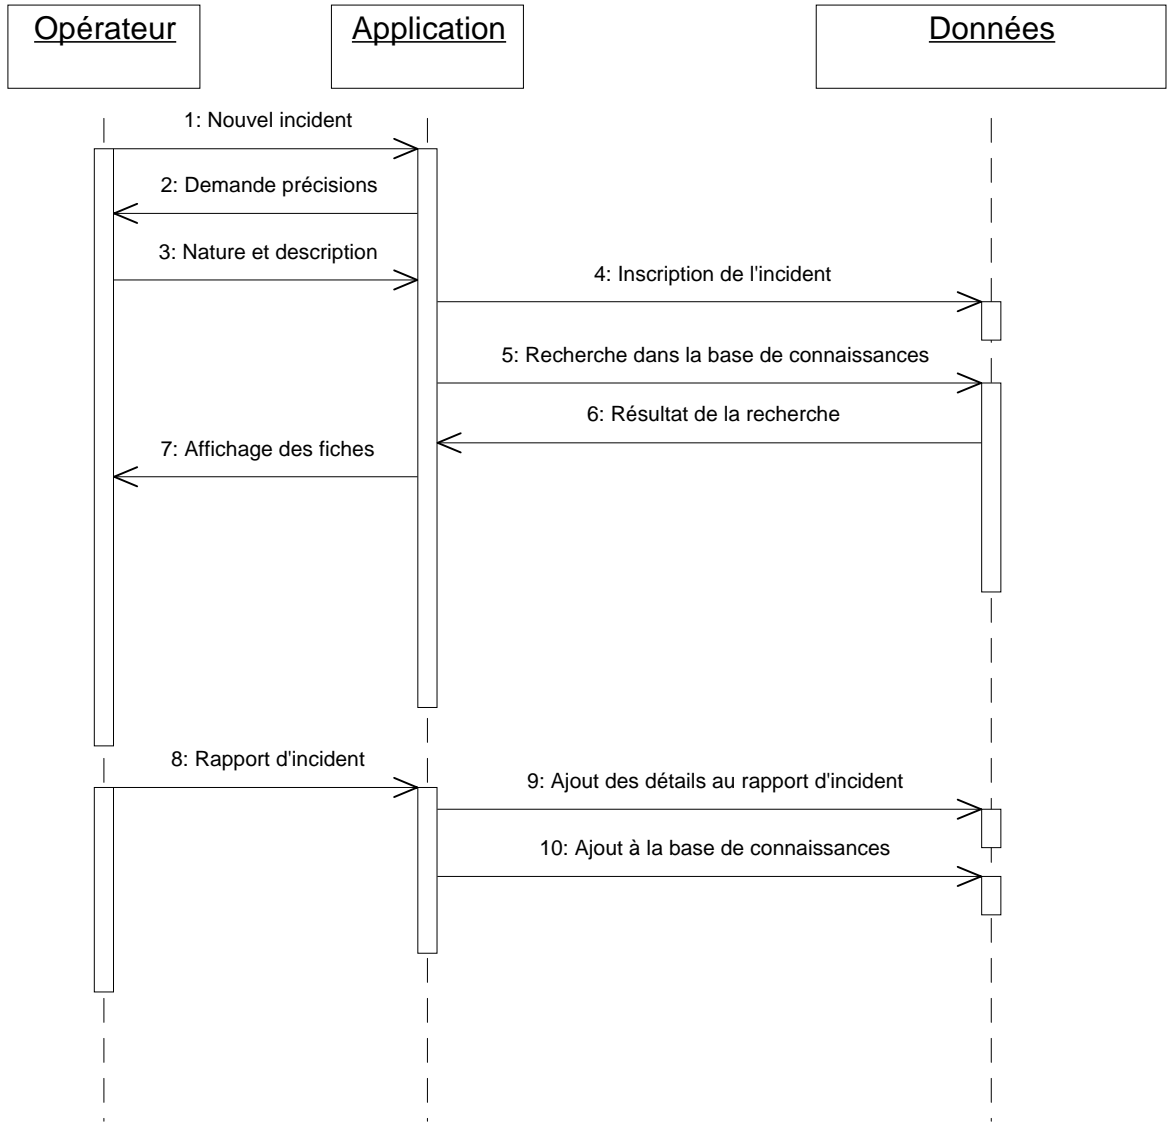 Opérateur
Application
Données
1: Nouvel incident
2: Demande précisions
3: Nature et description
4: Inscription de l'incident
5: Recherche dans la base de connaissances
6: Résultat de la recherche
7: Affichage des fiches
8: Rapport d'incident
9: Ajout des détails au rapport d'incident
10: Ajout à la base de connaissances